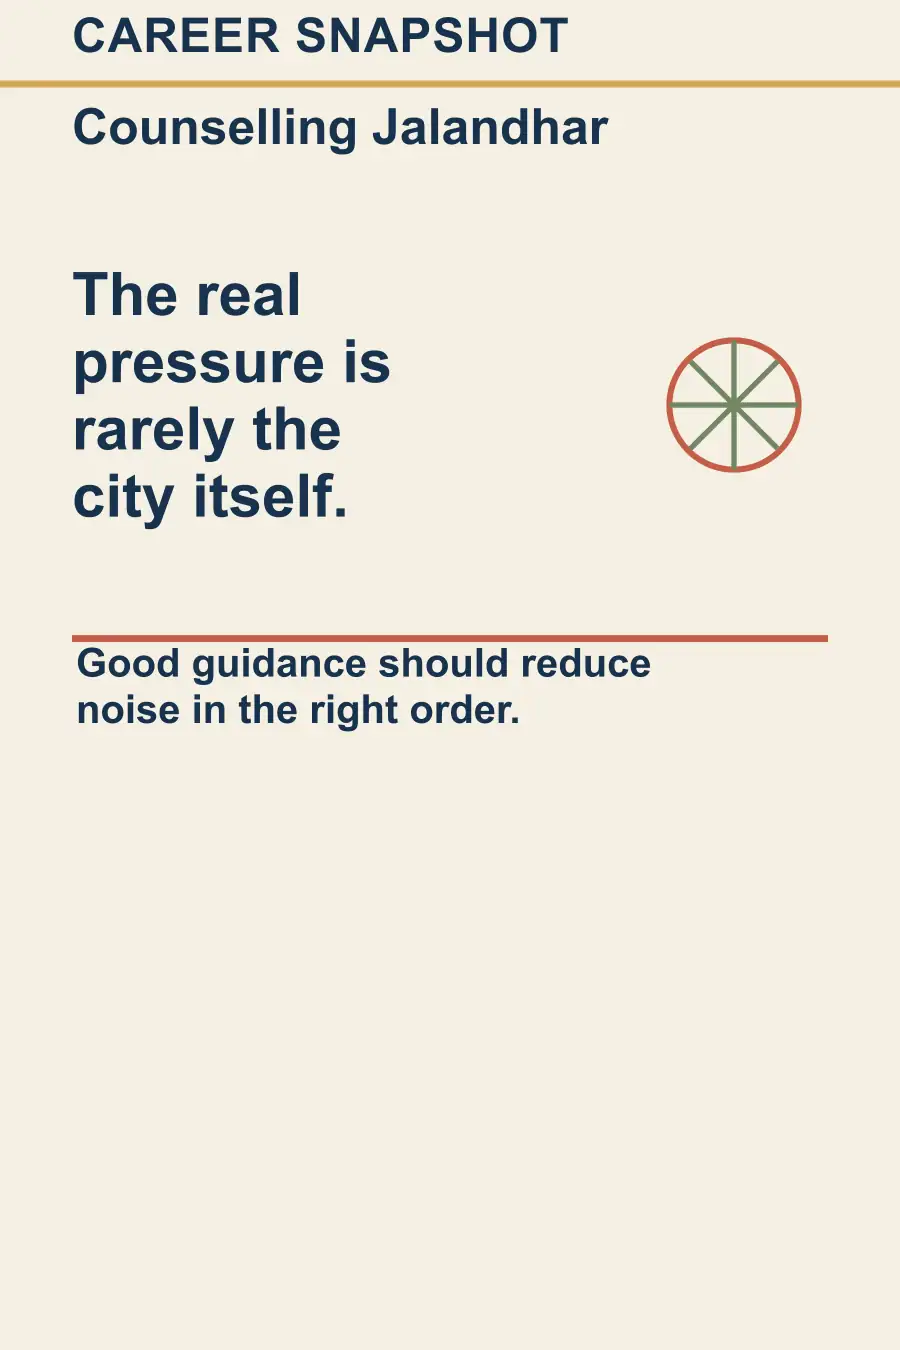 CAREER SNAPSHOT
Counselling Jalandhar
The real
pressure is
rarely the
city itself.
Good guidance should reduce
noise in the right order.